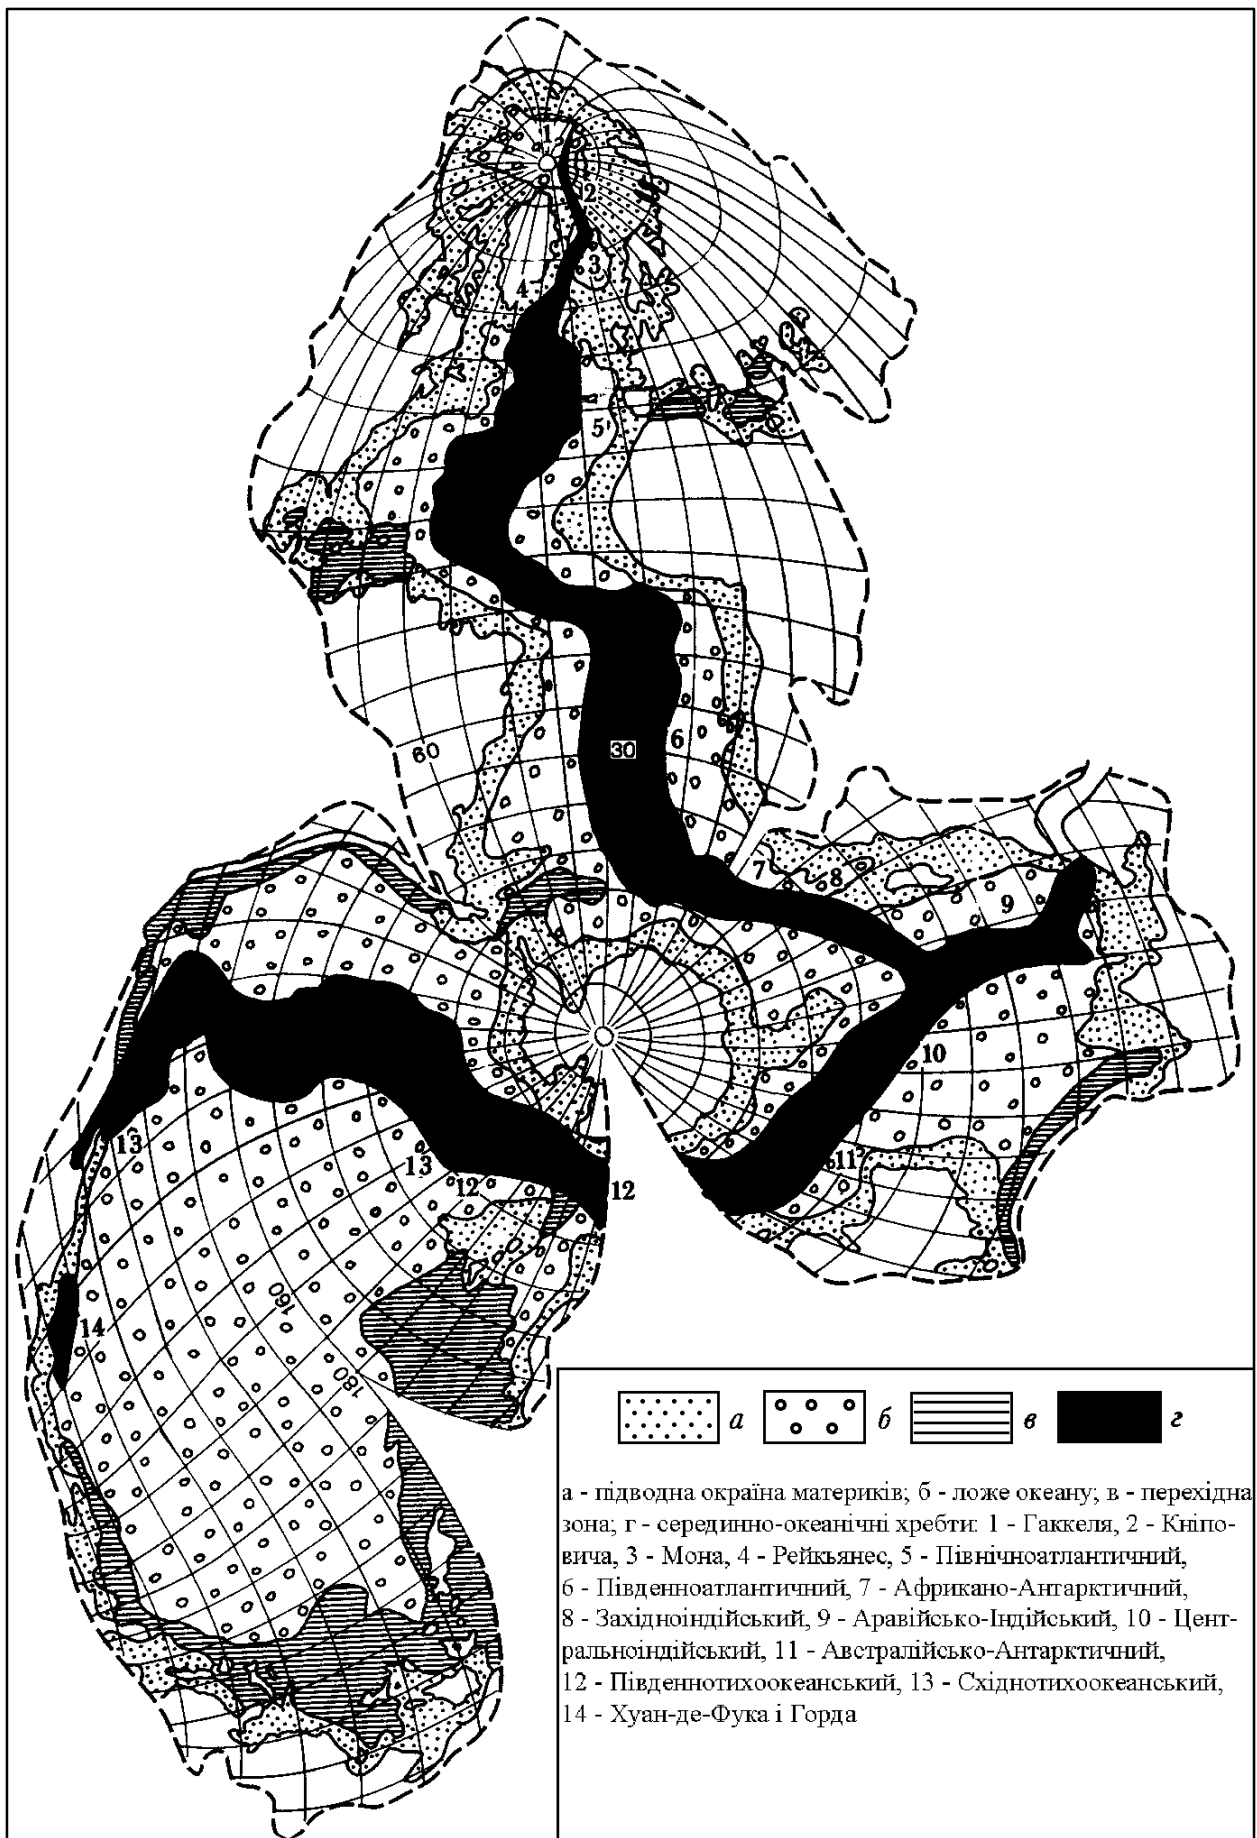 1
2
3
4
5
6
30
60
7
8
9
10
11
12
12
13
13
14
160
180
а б в г
а - підводна окраїна материків; б - ложе океану; в - перехідна
зона; г - серединно-океанічні хребти: 1 - Гаккеля, 2 - Кніпо-
вича, 3 - Мона, 4 - Рейкьянес, 5 - Північноатлантичний,
6 - Південноатлантичний, 7 - Африкано-Антарктичний,
8 - Західноіндійський, 9 - Аравійсько-Індійський, 10 - Цент-
ральноіндійський, 11 - Австралійсько-Антарктичний,
12 - Південнотихоокеанський, 13 - Східнотихоокеанський,
14 - Хуан-де-Фука і Горда